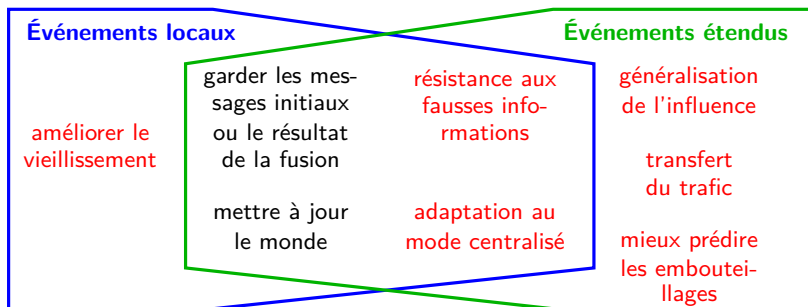 Événements locaux
Événements étendus
améliorer le
vieillissement
garder les mes-
sages initiaux
ou le résultat
de la fusion
mettre à jour
le monde
résistance aux
fausses info-
rmations
adaptation au
mode centralisé
généralisation
de l'influence
transfert
du trafic
mieux prédire
les emboutei-
llages